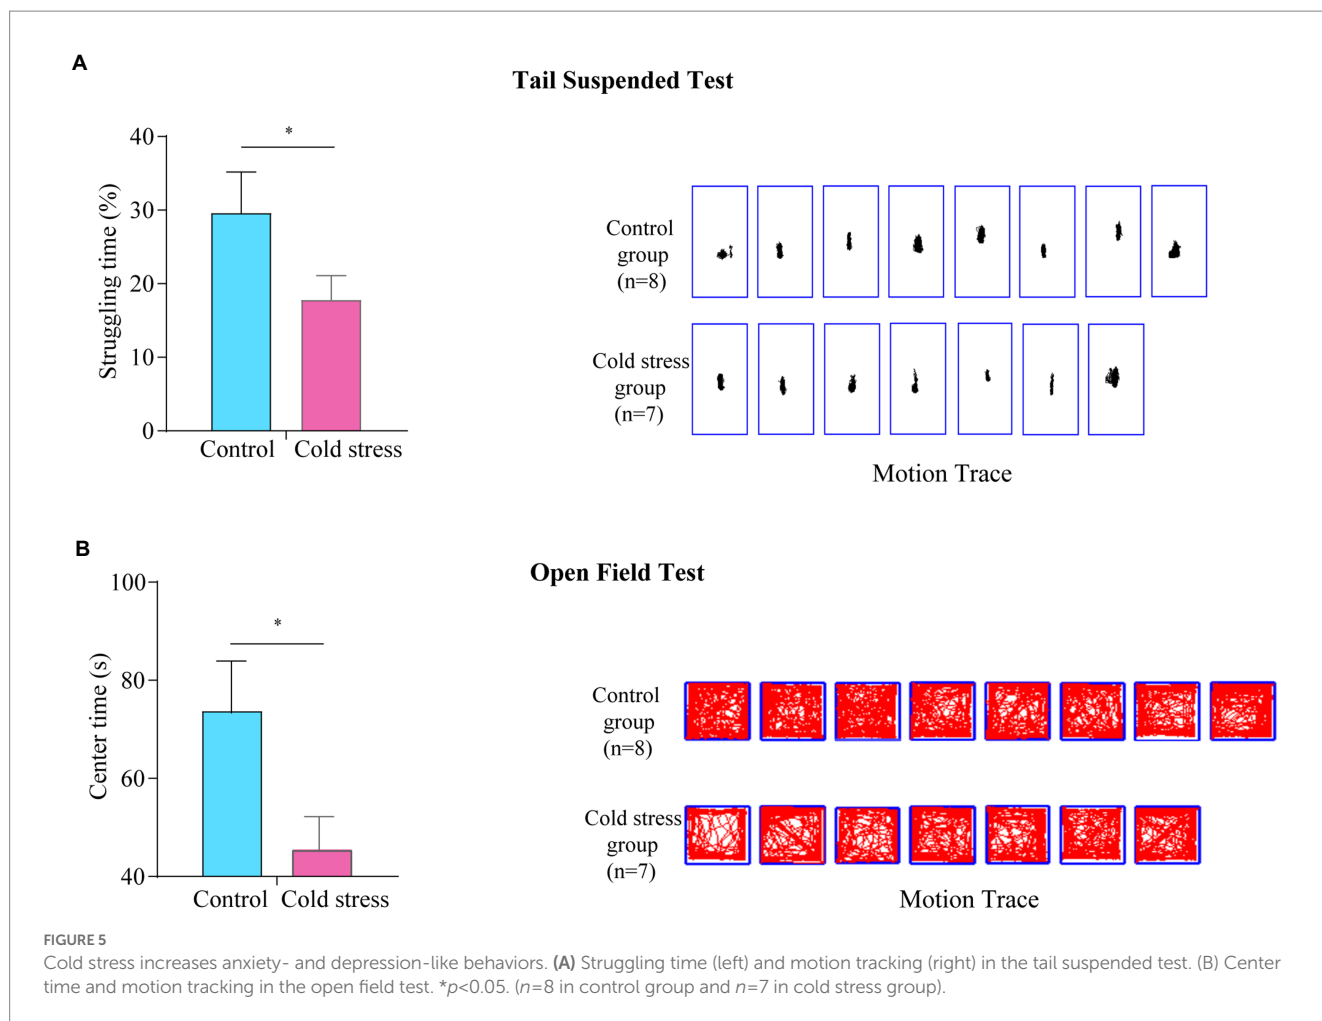 A
Tail Suspended Test
40
30
20
10
0
Struggling time (%)
*
Control
Cold stress
Control
group
(n=8)
Cold stress
group
(n=7)
Motion Trace
B
Open Field Test
100
80
60
40
Center time (s)
*
Control
Cold stress
Control
group
(n=8)
Cold stress
group
(n=7)
Motion Trace
FIGURE 5
Cold stress increases anxiety- and depression-like behaviors. (A) Struggling time (left) and motion tracking (right) in the tail suspended test. (B) Center
time and motion tracking in the open field test. *p<0.05. (n=8 in control group and n=7 in cold stress group).